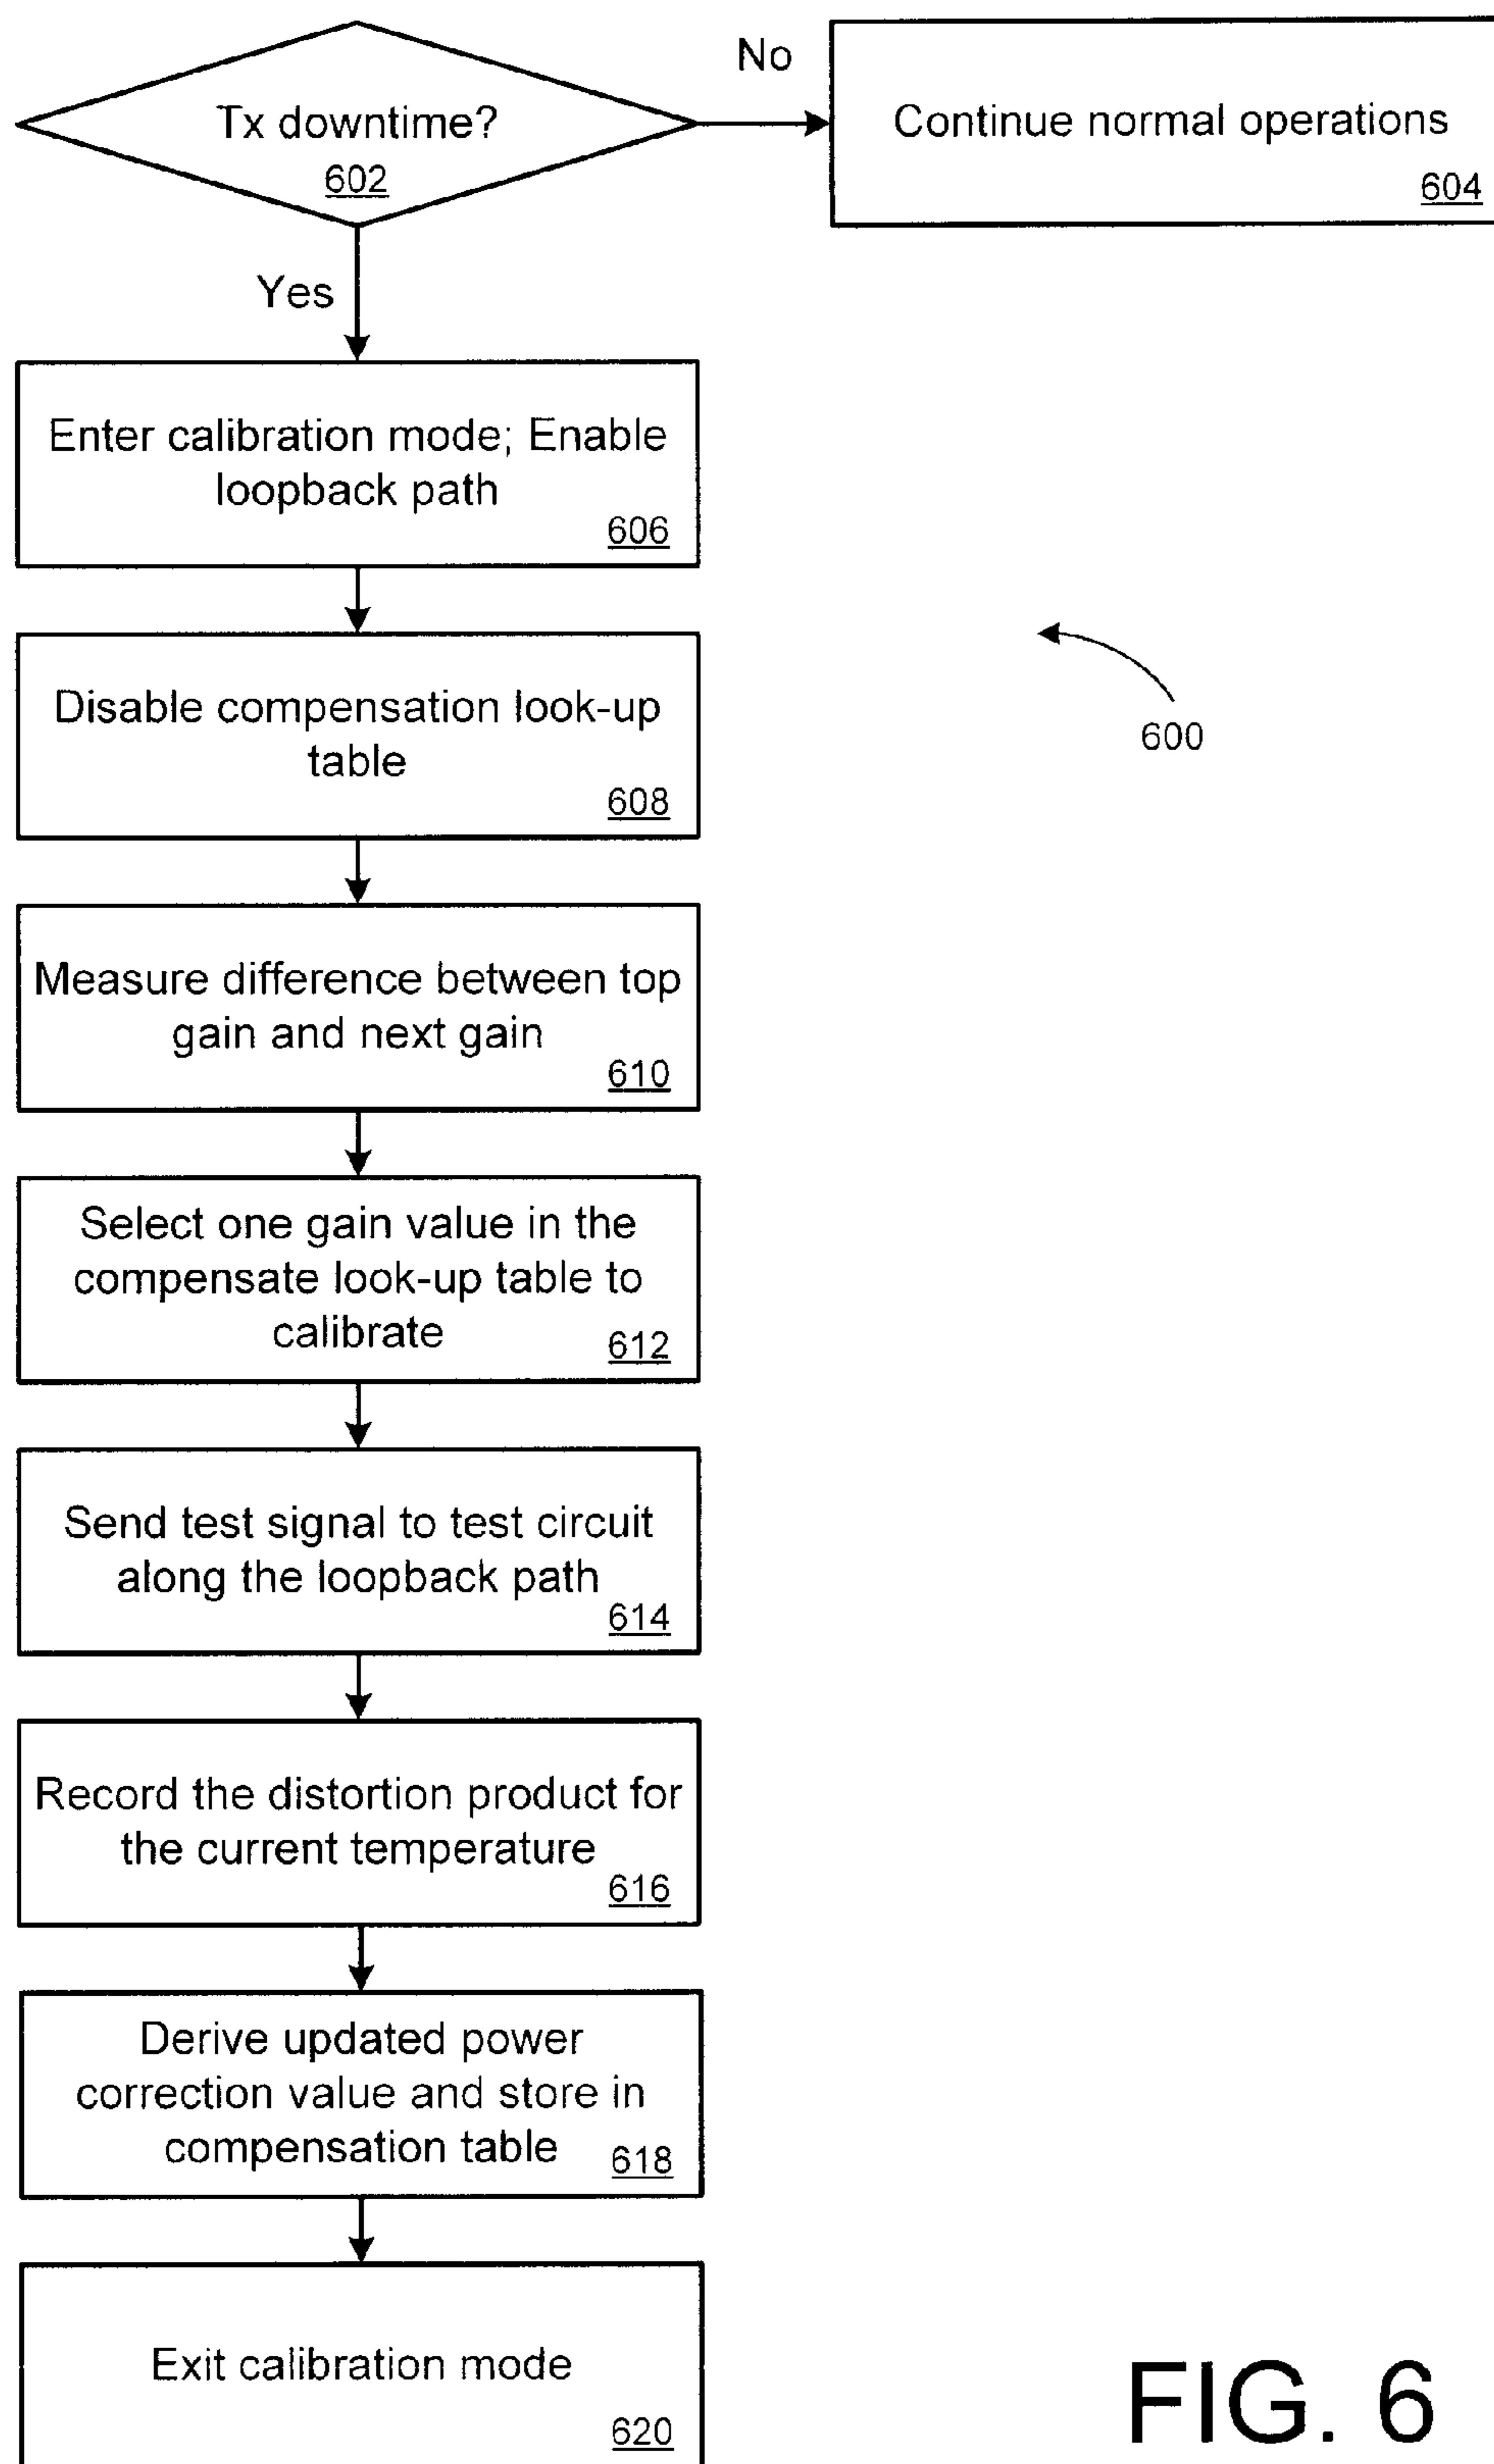 Tx downtime?
602
No
Continue normal operations
604
Yes
Enter calibration mode; Enable
loopback path
606
Disable compensation look-up
table
608
600
Measure difference between top
gain and next gain
610
Select one gain value in the
compensate look-up table to
calibrate
612
Send test signal to test circuit
along the loopback path
614
Record the distortion product for
the current temperature
616
Derive updated power
correction value and store in
compensation table
618
Exit calibration mode
620
FIG. 6